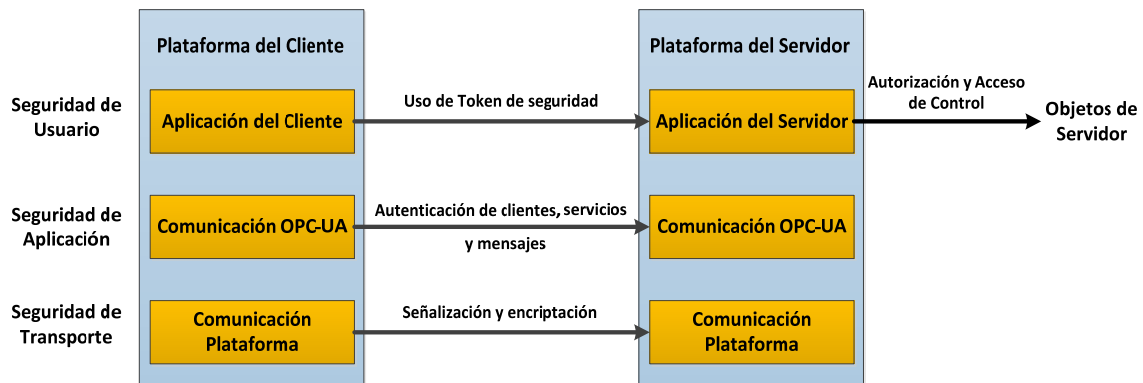 Plataforma del Cliente
Plataforma del Servidor
Seguridad de
Usuario
Aplicación del Cliente
Uso de Token de seguridad
Aplicación del Servidor
Autorización y Acceso
de Control
Objetos de
Servidor
Seguridad de
Aplicación
Comunicación OPC-UA
Autenticación de clientes, servicios
y mensajes
Comunicación OPC-UA
Seguridad de
Transporte
Comunicación
Plataforma
Señalización y encriptación
Comunicación
Plataforma